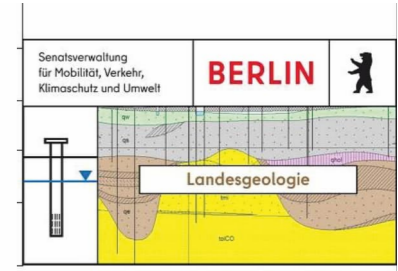 Senatsverwaltung
für Mobilität, Verkehr,
Klimaschutz und Umwelt
BERLIN
Landesgeologie